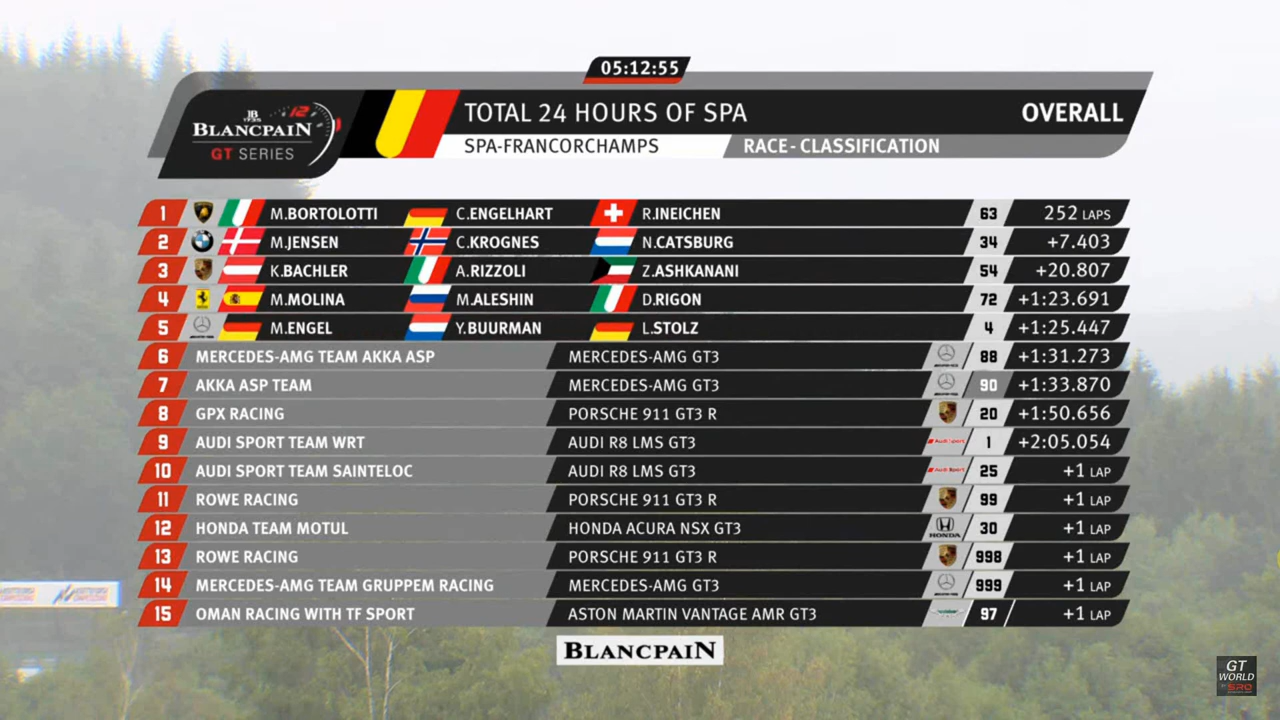 05:12:55
BLANCPAIN
GT SERIES
TOTAL 24 HOURS OF SPA OVERALL
SPA-FRANCORCHAMPS RACE - CLASSIFICATION
1 M.BORTOLOTTI C.ENGELHART R.INEICHEN 63 252 LAPS
2 M.JENSEN C.KROGNES N.CATSBURG 34 +7.403
3 K.BACHLER A.RIZZOLI Z.ASHKANANI 54 +20.807
4 M.MOLINA M.ALESHIN D.RIGON 72 +1:23.691
5 M.ENGEL Y.BUURMAN L.STOLZ 4 +1:25.447
6 MERCEDES-AMG TEAM AKKA ASP MERCEDES-AMG GT3 88 +1:31.273
7 AKKA ASP TEAM MERCEDES-AMG GT3 90 +1:33.870
8 GPX RACING PORSCHE 911 GT3 R 20 +1:50.656
9 AUDI SPORT TEAM WRT AUDI R8 LMS GT3 Audi Sport 1 +2:05.054
10 AUDI SPORT TEAM SAINTELOC AUDI R8 LMS GT3 Audi Sport 25 +1 LAP
11 ROWE RACING PORSCHE 911 GT3 R 99 +1 LAP
12 HONDA TEAM MOTUL HONDA ACURA NSX GT3 HONDA 30 +1 LAP
13 ROWE RACING PORSCHE 911 GT3 R 998 +1 LAP
14 MERCEDES-AMG TEAM GRUPPEM RACING MERCEDES-AMG GT3 999 +1 LAP
15 OMAN RACING WITH TF SPORT ASTON MARTIN VANTAGE AMR GT3 97 +1 LAP
BLANCPAIN
GT
WORLD
SRO